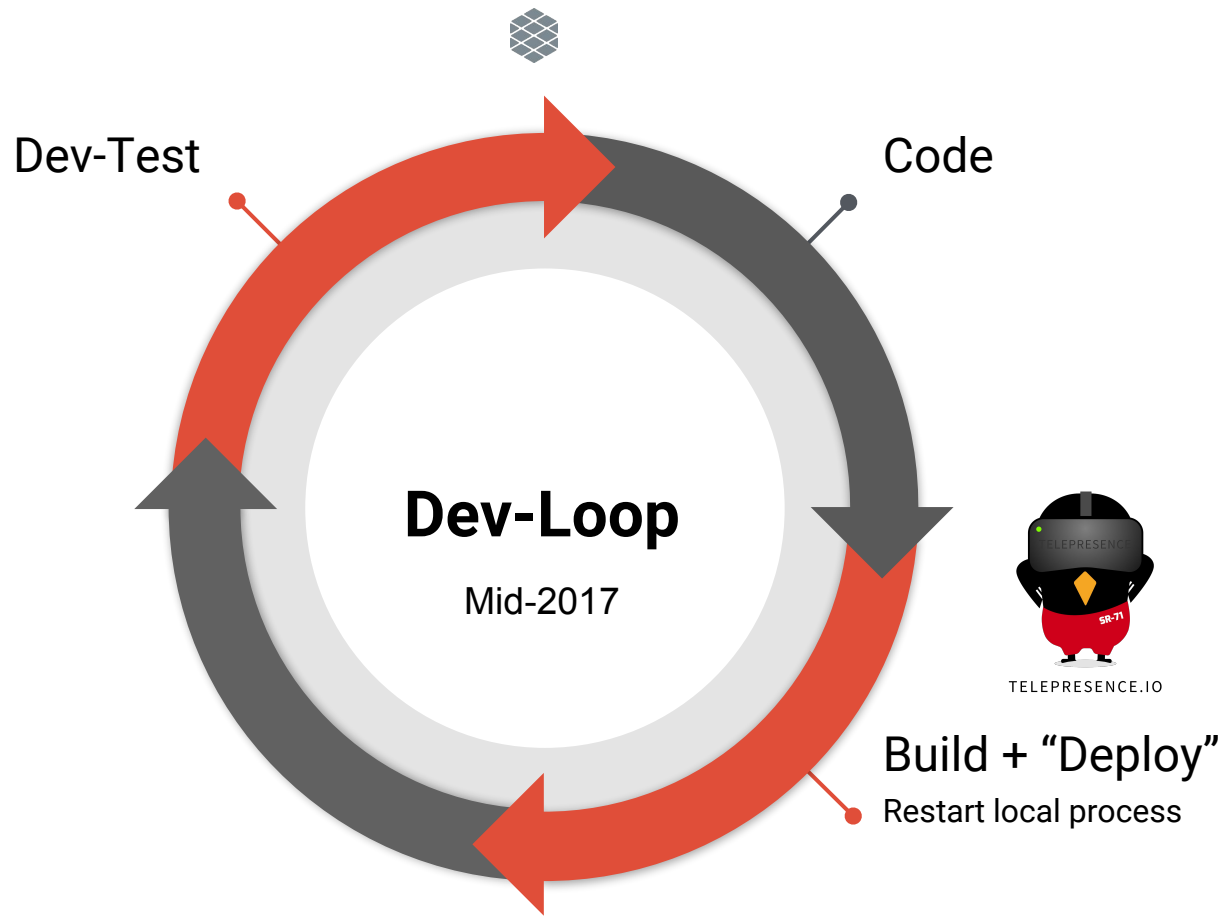 Dev-Test
Code
Dev-Loop
Mid-2017
TELEPRESENCE
SR-71
TELEPRESENCE.IO
Build + “Deploy”
Restart local process